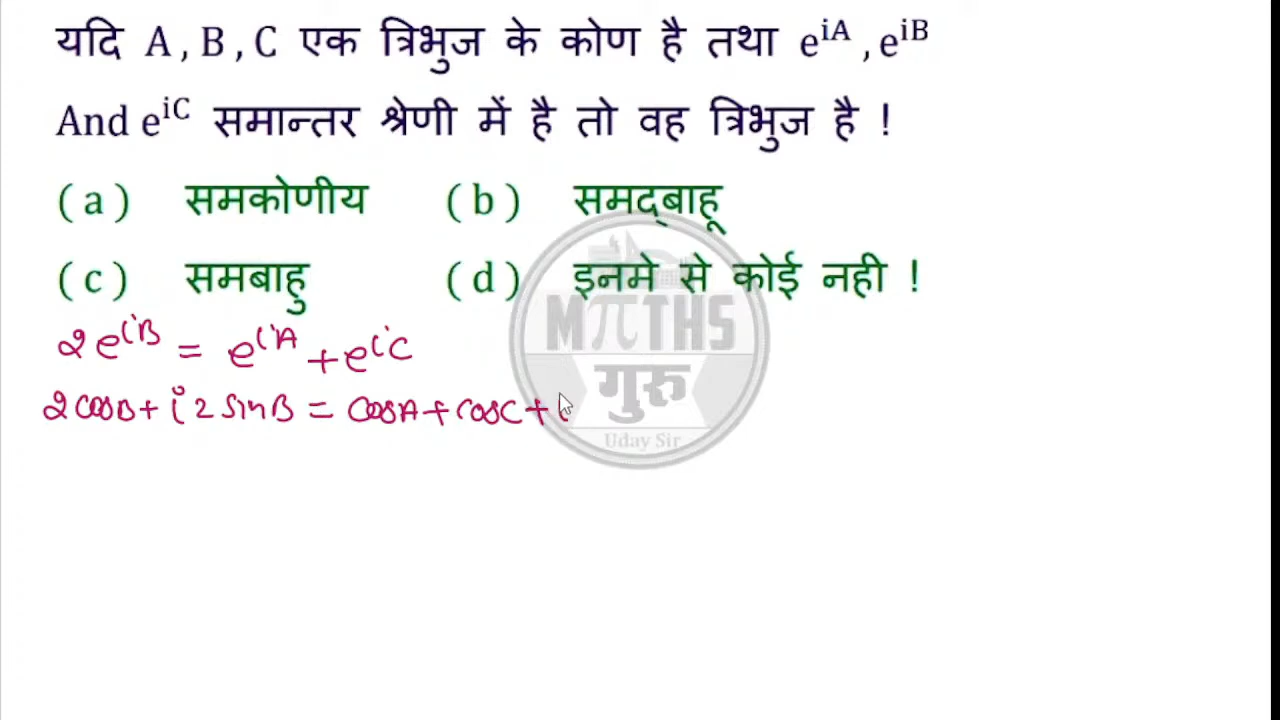 यदि A , B , C एक त्रिभुज के कोण है तथा e^iA , e^iB
And e^iC समान्तर श्रेणी में है तो वह त्रिभुज है !
( a ) समकोणीय ( b ) समद्बाहू
( c ) समबाहु ( d ) इनमे से कोई नही !
2e^iB = e^iA + e^iC
2cosB + i2sinB = cosA + cosC + i
MπTHS
गुरु
Uday Sir